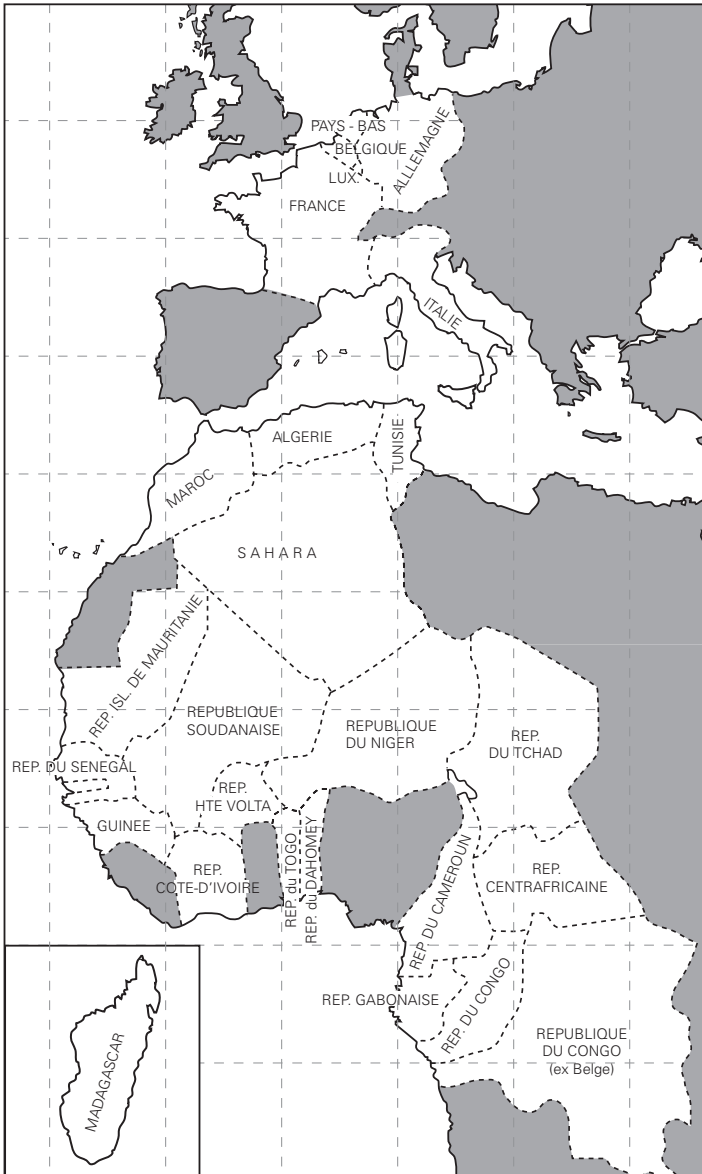 PAYS - BAS
BELGIQUE
ALLLEMAGNE
LUX.
FRANCE
ITALIE
ALGERIE
TUNISIE
MAROC
SAHARA
REP. ISL. DE MAURITANIE
REPUBLIQUE
SOUDANAISE
REPUBLIQUE
DU NIGER
REP.
DU TCHAD
REP. DU SENEGAL
REP.
HTE VOLTA
GUINEE
REP.
COTE-D'IVOIRE
REP. du TOGO
REP. du DAHOMEY
REP. DU CAMEROUN
REP.
CENTRAFRICAINE
REP. GABONAISE
REP. DU CONGO
REPUBLIQUE
DU CONGO
(ex Belge)
MADAGASCAR